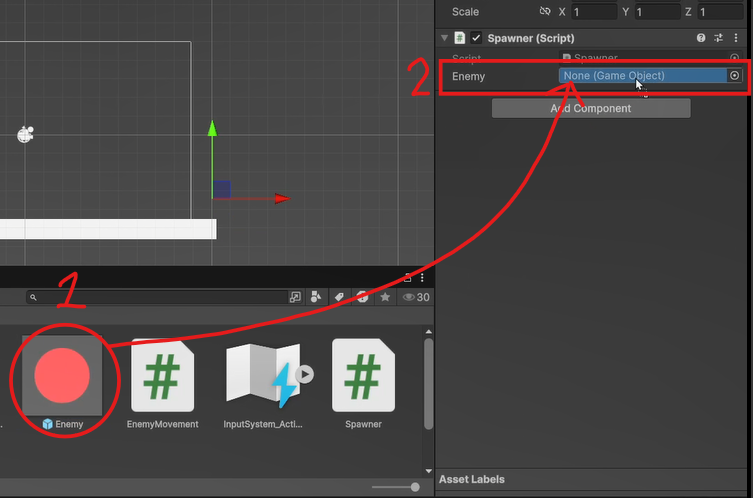 Scale X 1 Y 1 Z 1
# Spawner (Script)
Script Spawner
2
Enemy None (Game Object)
Add Component
1
30
# #
Enemy EnemyMovement InputSystem_Acti... Spawner
Asset Labels